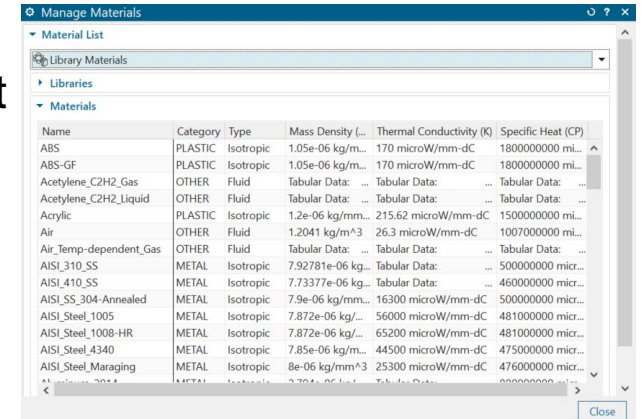 Manage Materials
t
Material List
Library Materials
Libraries
Materials
Name Category Type Mass Density (... Thermal Conductivity (K) Specific Heat (CP)
ABS PLASTIC Isotropic 1.05e-06 kg/m... 170 microW/mm-dC 1800000000 mi...
ABS-GF PLASTIC Isotropic 1.05e-06 kg/m... 170 microW/mm-dC 1800000000 mi...
Acetylene_C2H2_Gas OTHER Fluid Tabular Data: ... Tabular Data: ... Tabular Data: ...
Acetylene_C2H2_Liquid OTHER Fluid Tabular Data: ... Tabular Data: ... Tabular Data: ...
Acrylic PLASTIC Isotropic 1.2e-06 kg/mm... 215.62 microW/mm-dC 1500000000 mi...
Air OTHER Fluid 1.2041 kg/m^3 26.3 microW/mm-dC 1007000000 mi...
Air_Temp-dependent_Gas OTHER Fluid Tabular Data: ... Tabular Data: ... Tabular Data: ...
AISI_310_SS METAL Isotropic 7.92781e-06 kg... Tabular Data: ... 500000000 micr...
AISI_410_SS METAL Isotropic 7.73377e-06 kg... Tabular Data: ... 460000000 micr...
AISI_SS_304-Annealed METAL Isotropic 7.9e-06 kg/mm... 16300 microW/mm-dC 500000000 micr...
AISI_Steel_1005 METAL Isotropic 7.872e-06 kg/... 56000 microW/mm-dC 481000000 micr...
AISI_Steel_1008-HR METAL Isotropic 7.872e-06 kg/... 65200 microW/mm-dC 481000000 micr...
AISI_Steel_4340 METAL Isotropic 7.85e-06 kg/m... 44500 microW/mm-dC 475000000 micr...
AISI_Steel_Maraging METAL Isotropic 8e-06 kg/mm^3 25300 microW/mm-dC 476000000 micr...
Close